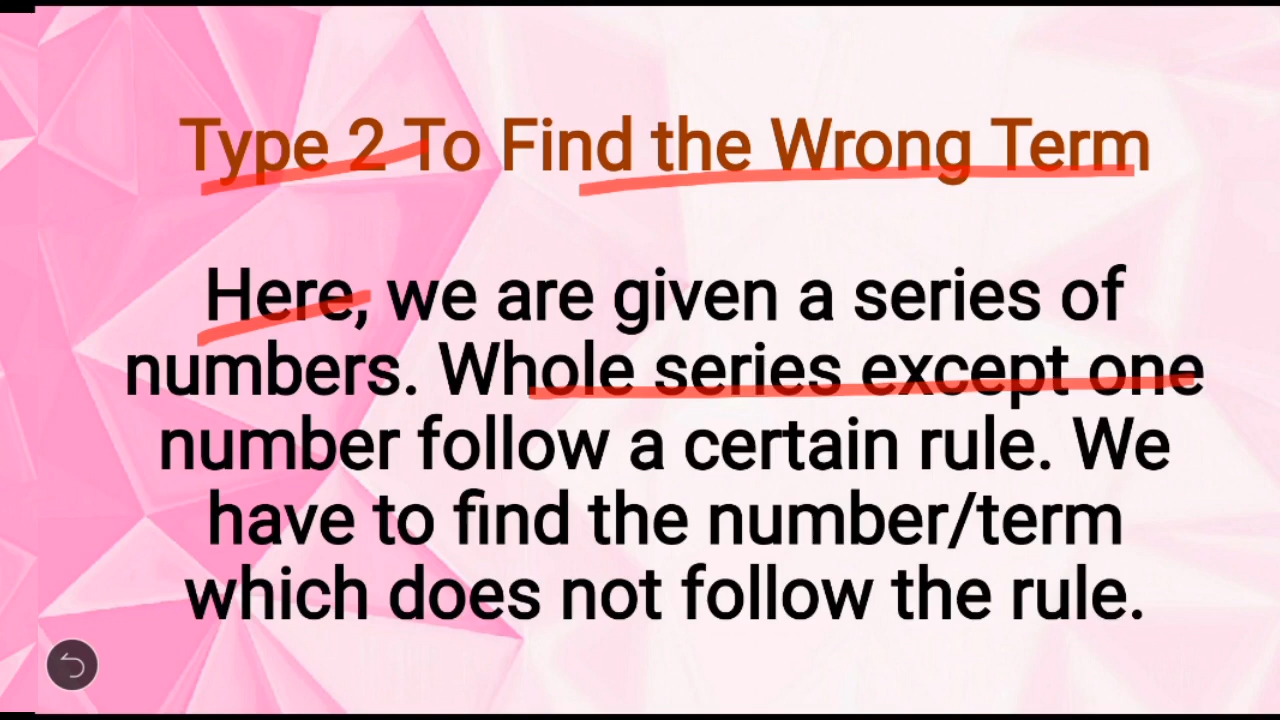 Type 2 To Find the Wrong Term
Here, we are given a series of
numbers. Whole series except one
number follow a certain rule. We
have to find the number/term
which does not follow the rule.